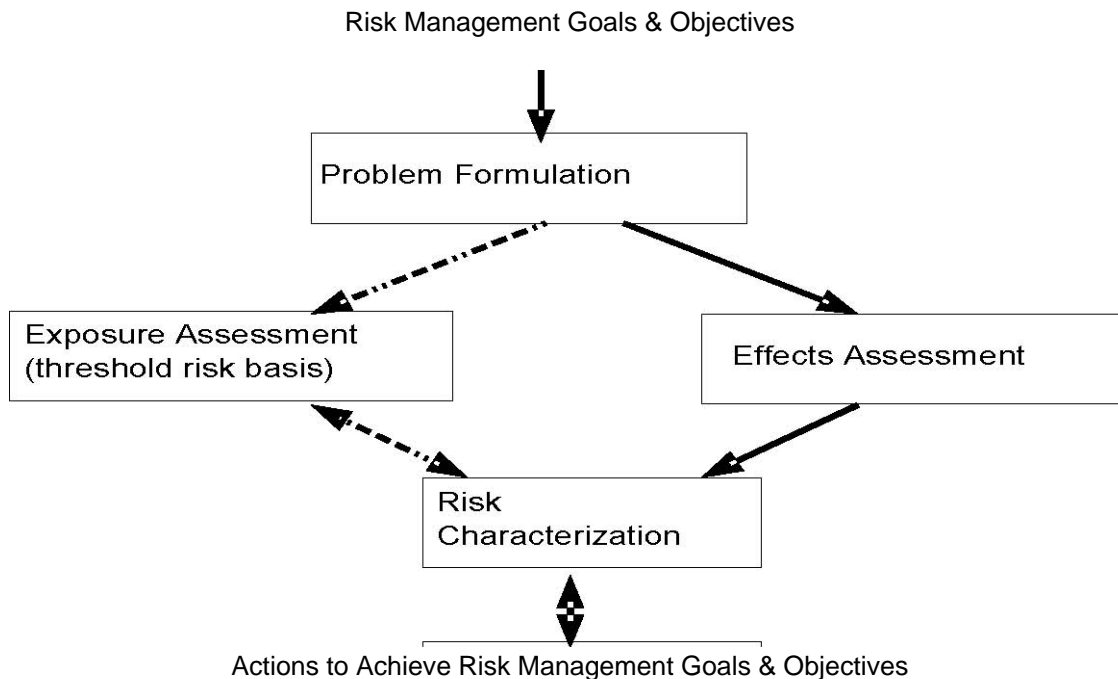 Risk Management Goals & Objectives
Problem Formulation
Exposure Assessment
(threshold risk basis)
Effects Assessment
Risk
Characterization
Actions to Achieve Risk Management Goals & Objectives